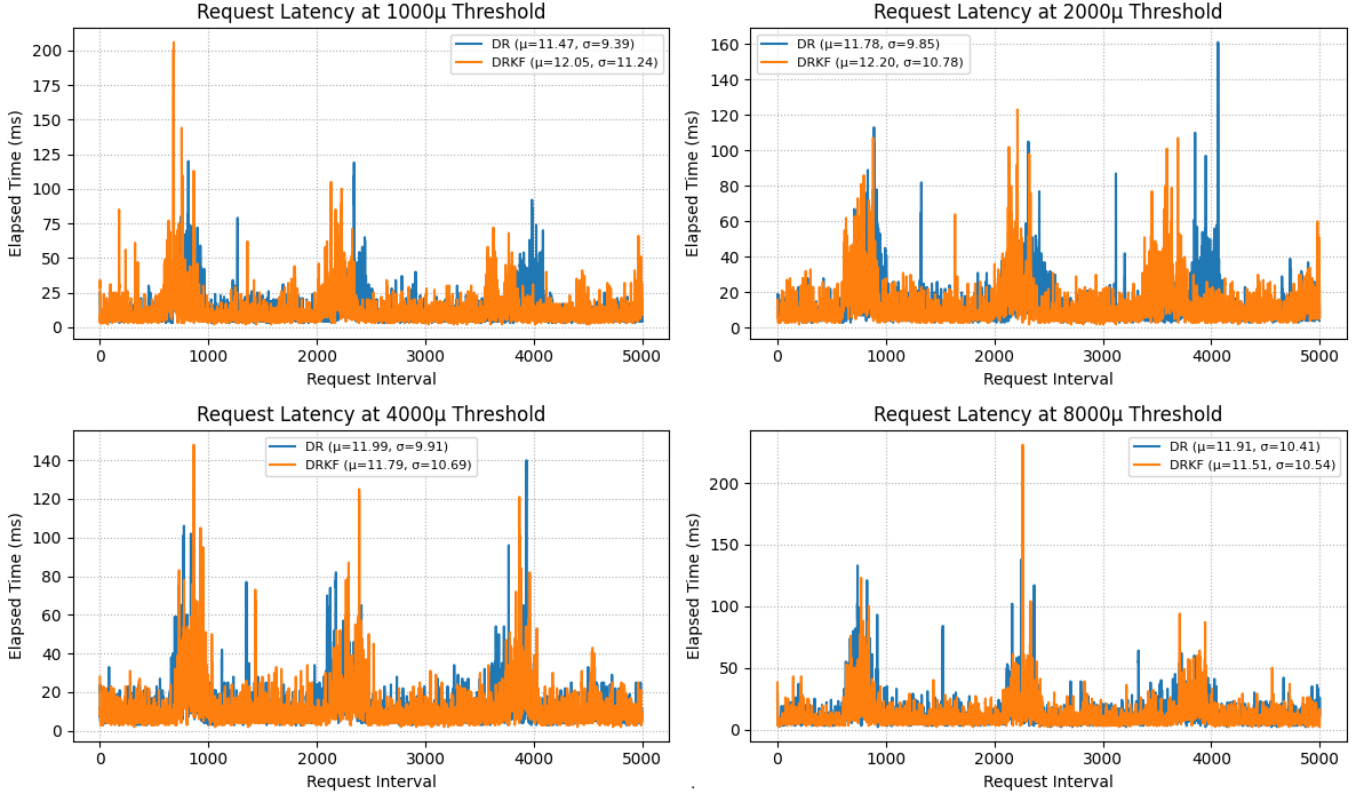 Request Latency at 1000μ Threshold
DR (μ=11.47, σ=9.39)
DRKF (μ=12.05, σ=11.24)
Elapsed Time (ms)
200
175
150
125
100
75
50
25
0
0 1000 2000 3000 4000 5000
Request Interval
Request Latency at 2000μ Threshold
DR (μ=11.78, σ=9.85)
DRKF (μ=12.20, σ=10.78)
Elapsed Time (ms)
160
140
120
100
80
60
40
20
0
0 1000 2000 3000 4000 5000
Request Interval
Request Latency at 4000μ Threshold
DR (μ=11.99, σ=9.91)
DRKF (μ=11.79, σ=10.69)
Elapsed Time (ms)
140
120
100
80
60
40
20
0
0 1000 2000 3000 4000 5000
Request Interval
Request Latency at 8000μ Threshold
DR (μ=11.91, σ=10.41)
DRKF (μ=11.51, σ=10.54)
Elapsed Time (ms)
200
150
100
50
0
0 1000 2000 3000 4000 5000
Request Interval
.